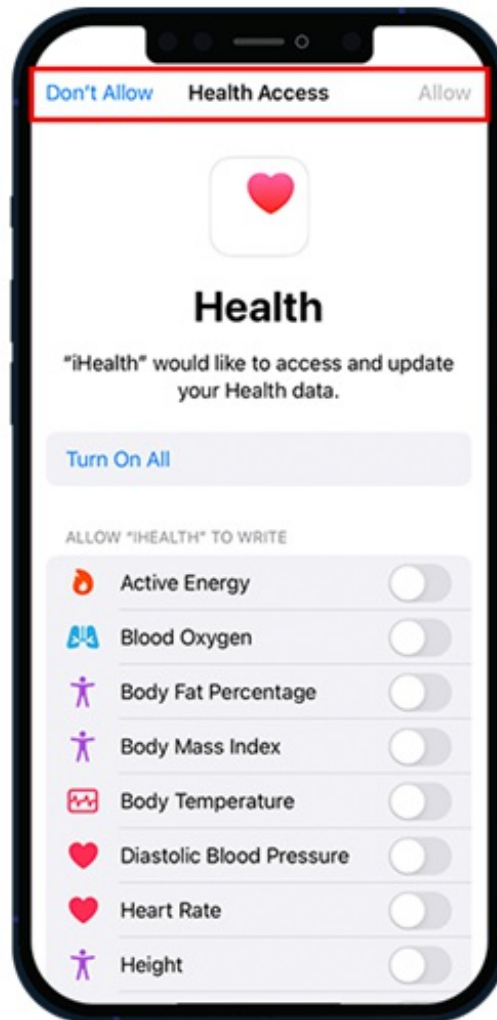 Don't Allow Health Access Allow
Health
"iHealth" would like to access and update
your Health data.
Turn On All
ALLOW "IHEALTH" TO WRITE
Active Energy
Blood Oxygen
Body Fat Percentage
Body Mass Index
Body Temperature
Diastolic Blood Pressure
Heart Rate
Height